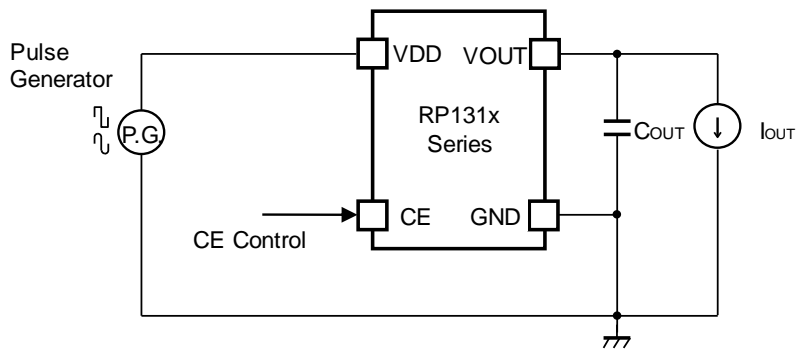 Pulse
Generator
P.G.
VDD
VOUT
RP131x
Series
COUT
IOUT
CE
GND
CE Control